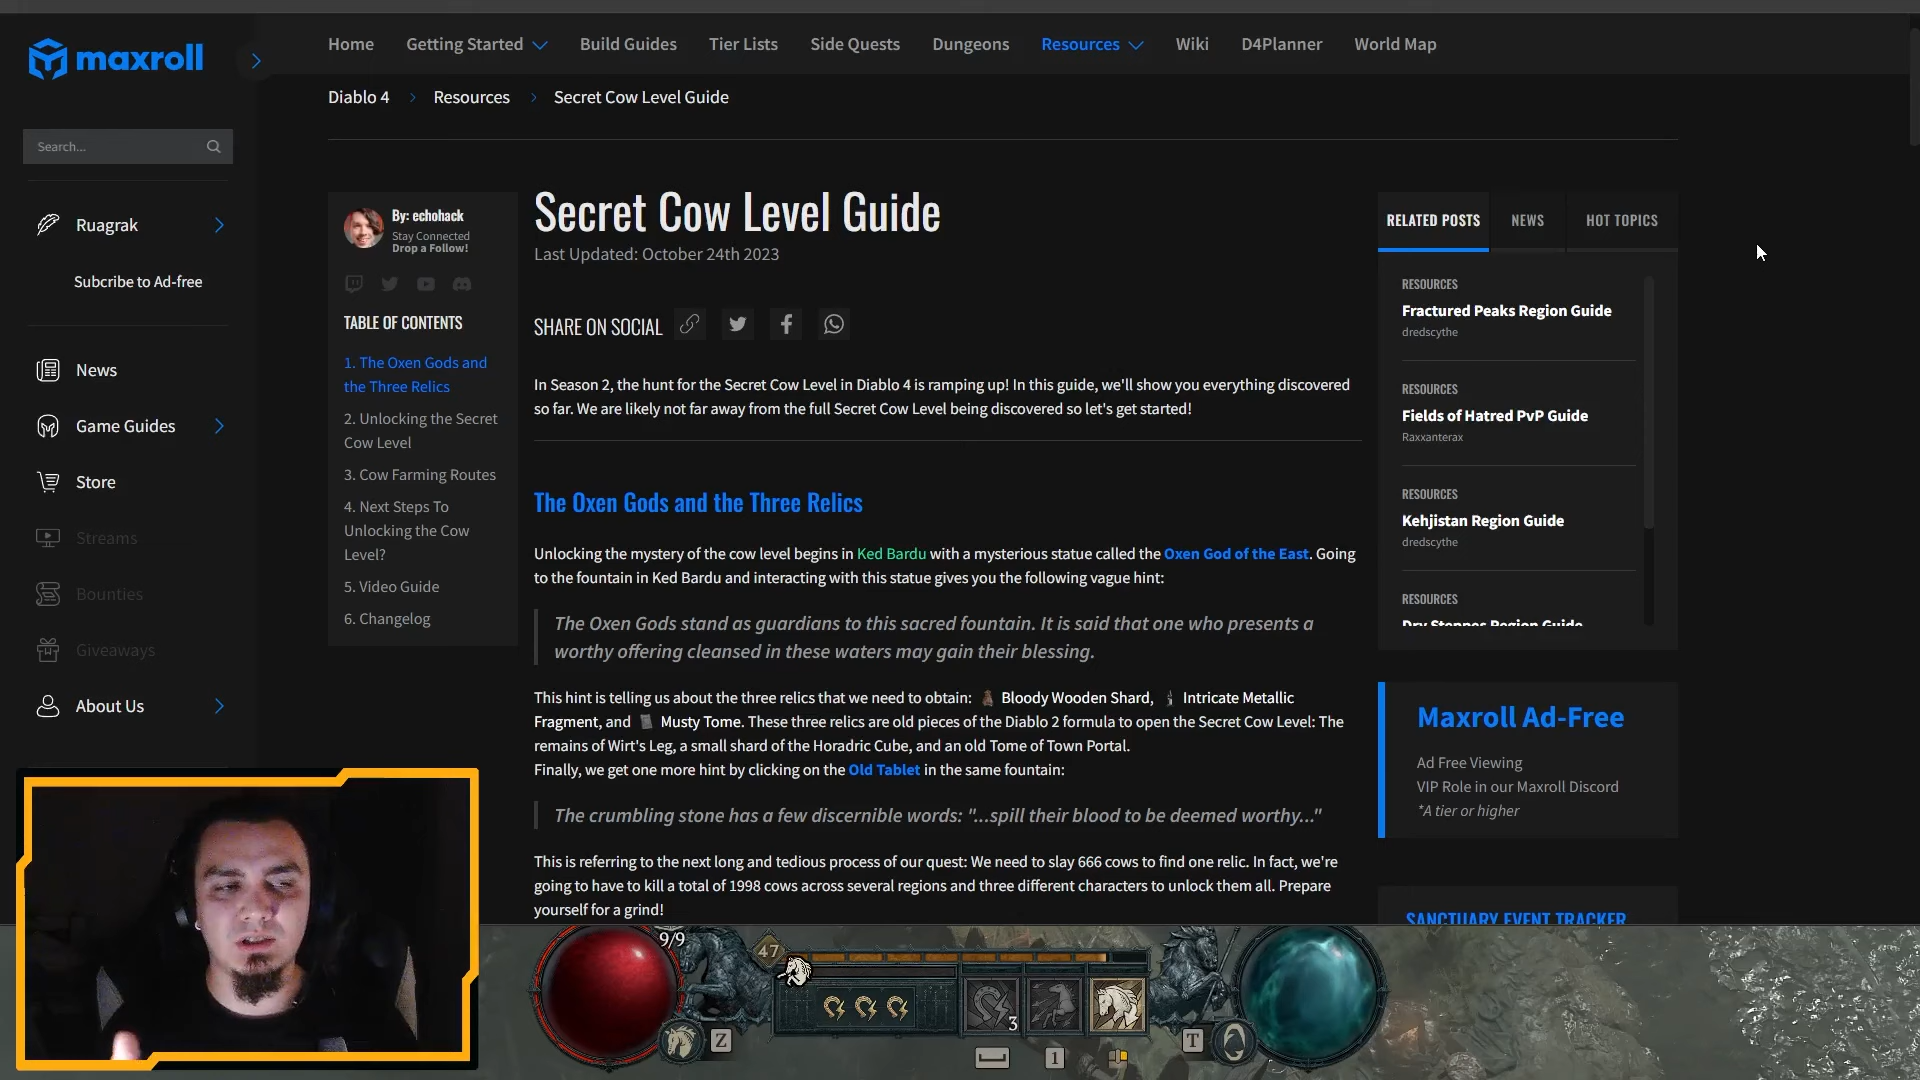 maxroll
Home
Getting Started
Build Guides
Tier Lists
Side Quests
Dungeons
Resources
Wiki
D4Planner
World Map
Diablo 4
Resources
Secret Cow Level Guide
Search...
Ruagrak
Subcribe to Ad-free
News
Game Guides
Store
Streams
Bounties
Giveaways
About Us
By: echohack
Stay Connected
Drop a Follow!
TABLE OF CONTENTS
1. The Oxen Gods and
the Three Relics
2. Unlocking the Secret
Cow Level
3. Cow Farming Routes
4. Next Steps To
Unlocking the Cow
Level?
5. Video Guide
6. Changelog
Secret Cow Level Guide
Last Updated: October 24th 2023
SHARE ON SOCIAL
In Season 2, the hunt for the Secret Cow Level in Diablo 4 is ramping up! In this guide, we'll show you everything discovered
so far. We are likely not far away from the full Secret Cow Level being discovered so let's get started!
The Oxen Gods and the Three Relics
Unlocking the mystery of the cow level begins in Ked Bardu with a mysterious statue called the Oxen God of the East. Going
to the fountain in Ked Bardu and interacting with this statue gives you the following vague hint:
The Oxen Gods stand as guardians to this sacred fountain. It is said that one who presents a
worthy offering cleansed in these waters may gain their blessing.
This hint is telling us about the three relics that we need to obtain: Bloody Wooden Shard, Intricate Metallic
Fragment, and Musty Tome. These three relics are old pieces of the Diablo 2 formula to open the Secret Cow Level: The
remains of Wirt's Leg, a small shard of the Horadric Cube, and an old Tome of Town Portal.
Finally, we get one more hint by clicking on the Old Tablet in the same fountain:
The crumbling stone has a few discernible words: "...spill their blood to be deemed worthy..."
This is referring to the next long and tedious process of our quest: We need to slay 666 cows to find one relic. In fact, we're
going to have to kill a total of 1998 cows across several regions and three different characters to unlock them all. Prepare
yourself for a grind!
RELATED POSTS
NEWS
HOT TOPICS
RESOURCES
Fractured Peaks Region Guide
dredscythe
RESOURCES
Fields of Hatred PvP Guide
Raxxanterax
RESOURCES
Kehjistan Region Guide
dredscythe
RESOURCES
Dry Steppes Region Guide
Maxroll Ad-Free
Ad Free Viewing
VIP Role in our Maxroll Discord
*A tier or higher
SANCTUARY EVENT TRACKER
9/9
47
3
Z
1
T